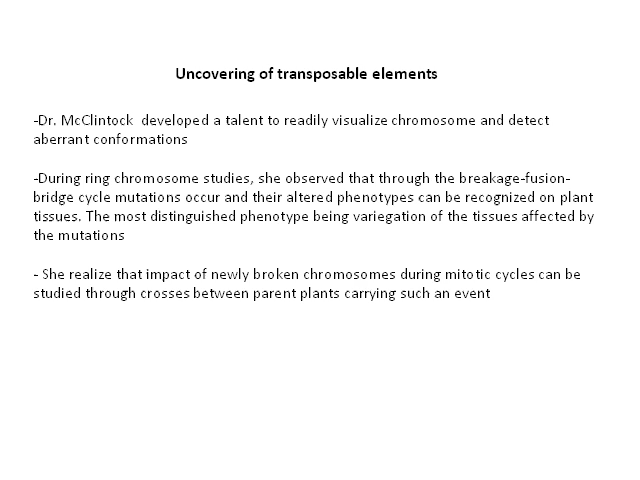 Uncovering of transposable elements
-Dr. McClintock  developed a talent to readily visualize chromosome and detect
aberrant conformations
-During ring chromosome studies, she observed that through the breakage-fusion-
bridge cycle mutations occur and their altered phenotypes can be recognized on plant
tissues. The most distinguished phenotype being variegation of the tissues affected by
the mutations
- She realize that impact of newly broken chromosomes during mitotic cycles can be
studied through crosses between parent plants carrying such an event